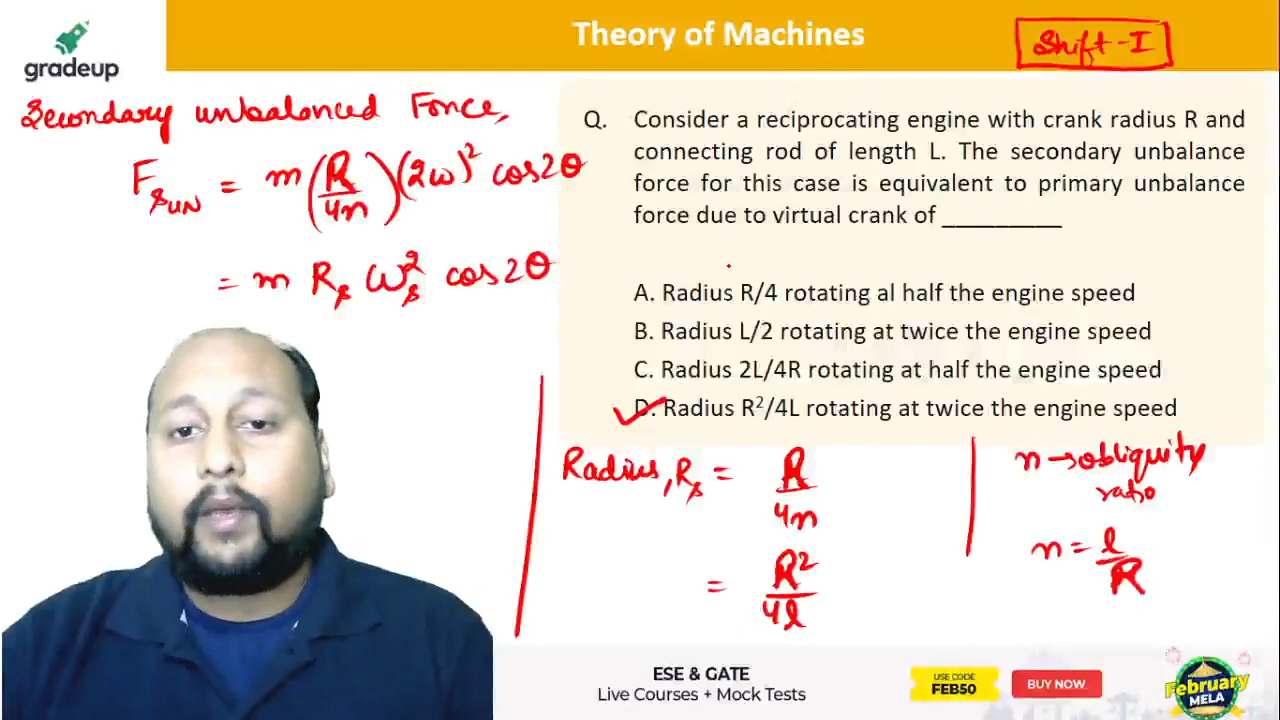 Theory of Machines
Shift-I
gradeup
Secondary unbalanced Force,
F_SUN = m (R/4n) (2ω)² cos2θ
= m R_s ω_s² cos2θ
Q. Consider a reciprocating engine with crank radius R and
connecting rod of length L. The secondary unbalance
force for this case is equivalent to primary unbalance
force due to virtual crank of __________
A. Radius R/4 rotating al half the engine speed
B. Radius L/2 rotating at twice the engine speed
C. Radius 2L/4R rotating at half the engine speed
D. Radius R²/4L rotating at twice the engine speed
Radius, R_s = R/4n
= R²/4l
n → obliquity
ratio
n = l/R
ESE & GATE
Live Courses + Mock Tests
USE CODE
FEB50
BUY NOW
February
MELA